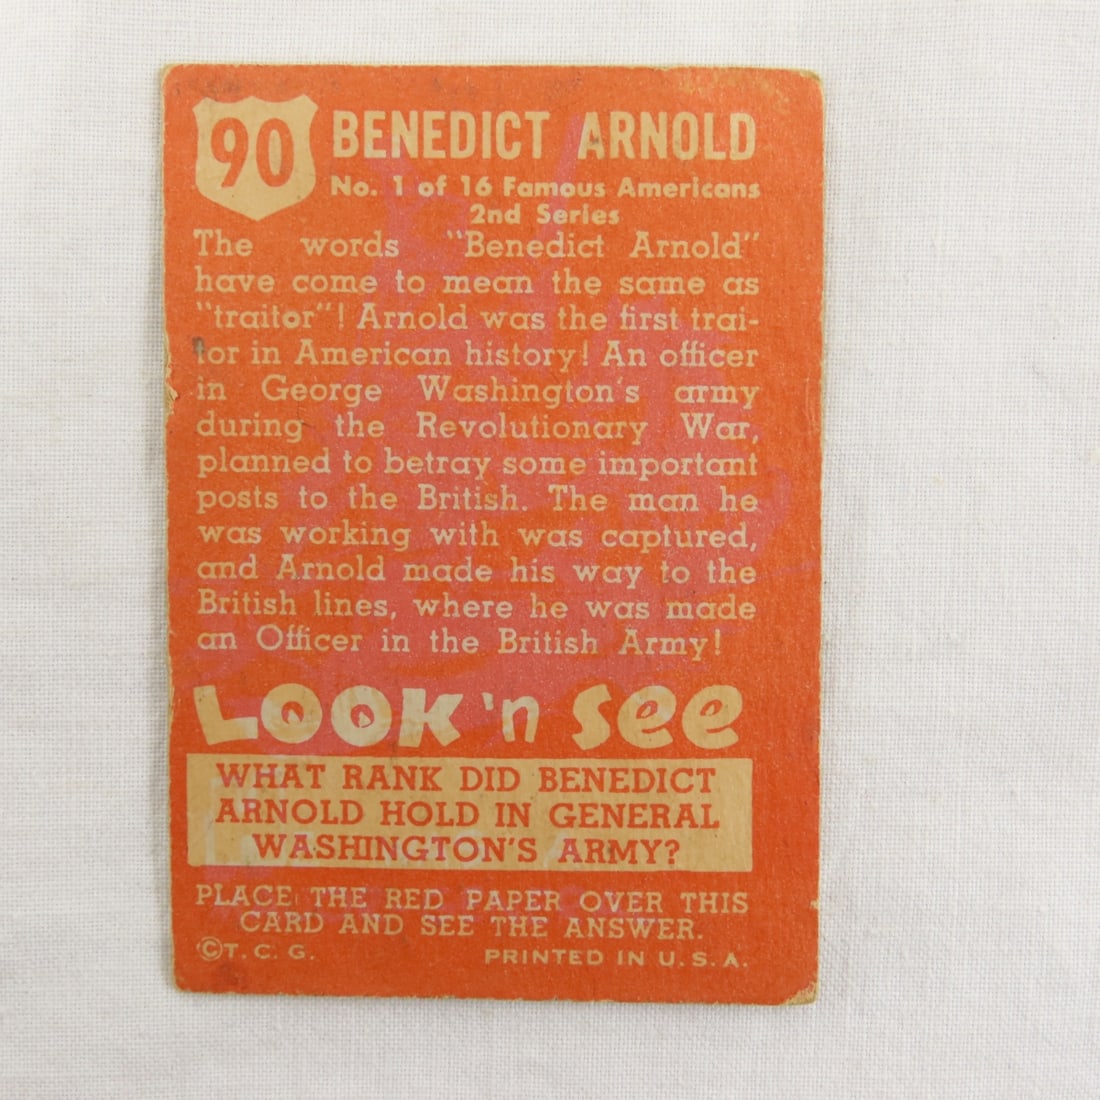 90
BENEDICT ARNOLD
No. 1 of 16 Famous Americans
2nd Series
The words "Benedict Arnold"
have come to mean the same as
"traitor"! Arnold was the first trai-
tor in American history! An officer
in George Washington's army
during the Revolutionary War,
planned to betray some important
posts to the British. The man he
was working with was captured,
and Arnold made his way to the
British lines, where he was made
an Officer in the British Army!
LOOK 'n See
WHAT RANK DID BENEDICT
ARNOLD HOLD IN GENERAL
WASHINGTON'S ARMY?
PLACE THE RED PAPER OVER THIS
CARD AND SEE THE ANSWER.
©T. C. G. PRINTED IN U. S. A.